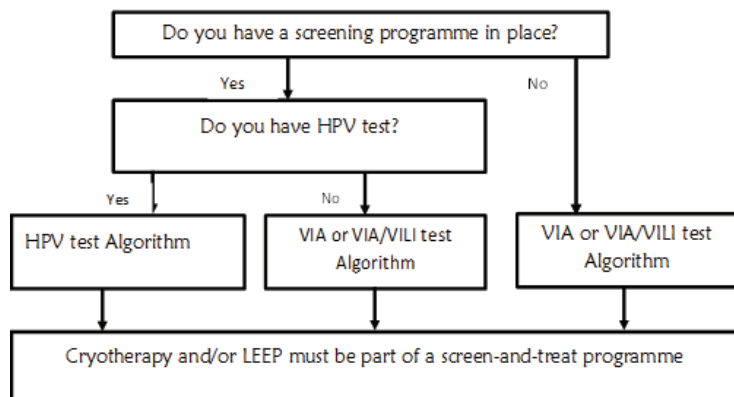 Do you have a screening programme in place?
Yes
No
Do you have HPV test?
Yes
No
HPV test Algorithm
VIA or VIA/VILI test
Algorithm
VIA or VIA/VILI test
Algorithm
Cryotherapy and/or LEEP must be part of a screen-and-treat programme